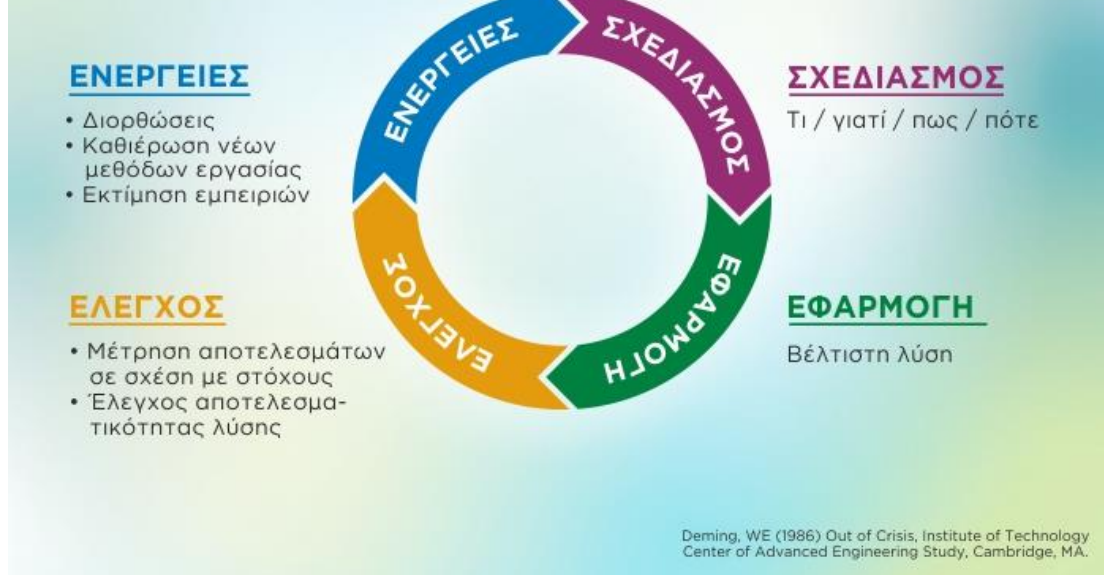 ΕΝΕΡΓΕΙΕΣ
• Διορθώσεις
• Καθιέρωση νέων
μεθόδων εργασίας
• Εκτίμηση εμπειριών
ΕΝΕΡΓΕΙΕΣ
ΣΧΕΔΙΑΣΜΟΣ
ΕΦΑΡΜΟΓΗ
ΕΛΕΓΧΟΣ
ΣΧΕΔΙΑΣΜΟΣ
Τι / γιατί / πως / πότε
ΕΛΕΓΧΟΣ
• Μέτρηση αποτελεσμάτων
σε σχέση με στόχους
• Έλεγχος αποτελεσμα-
τικότητας λύσης
ΕΦΑΡΜΟΓΗ
Βέλτιστη λύση
Deming, WE (1986) Out of Crisis, Institute of Technology
Center of Advanced Engineering Study, Cambridge, MA.